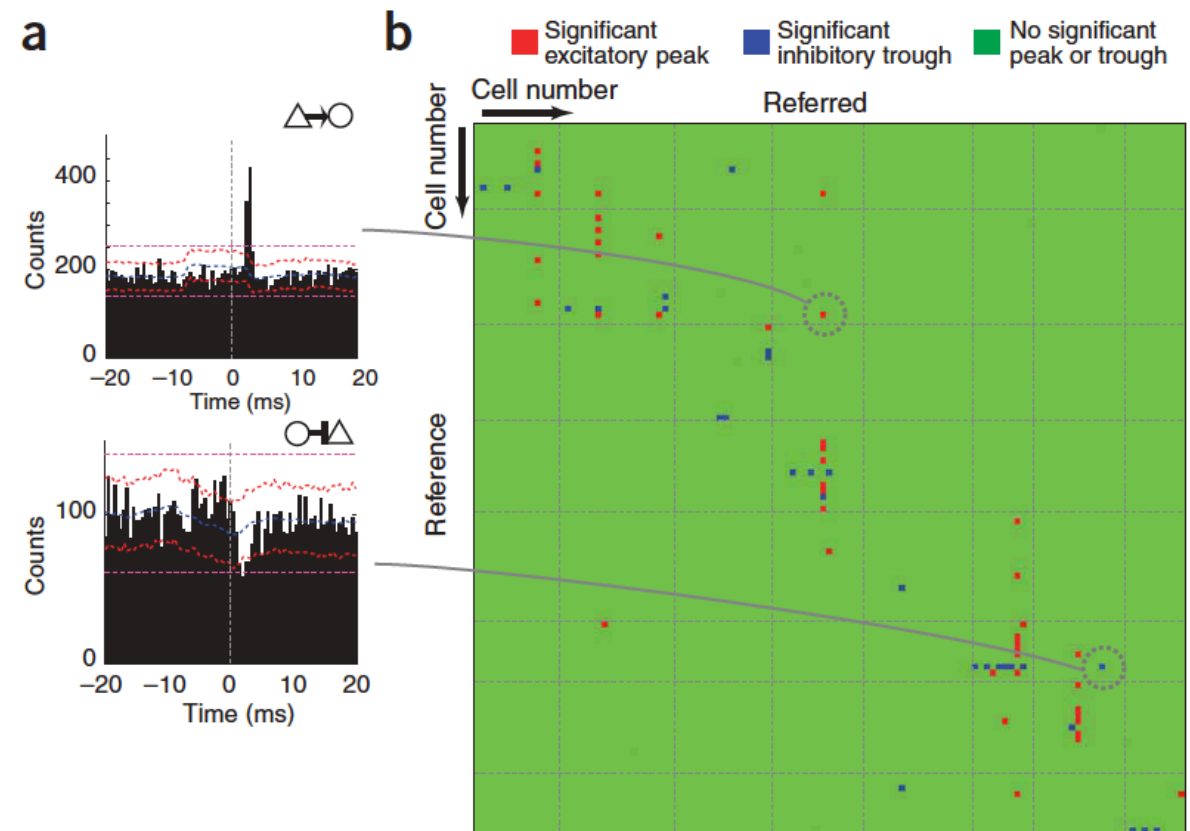 a
400
200
0
Counts
−20 −10 0 10 20
Time (ms)
100
0
Counts
−20 −10 0 10 20
Time (ms)
b
Significant
excitatory peak
Significant
inhibitory trough
No significant
peak or trough
Cell number
Referred
Cell number
Reference